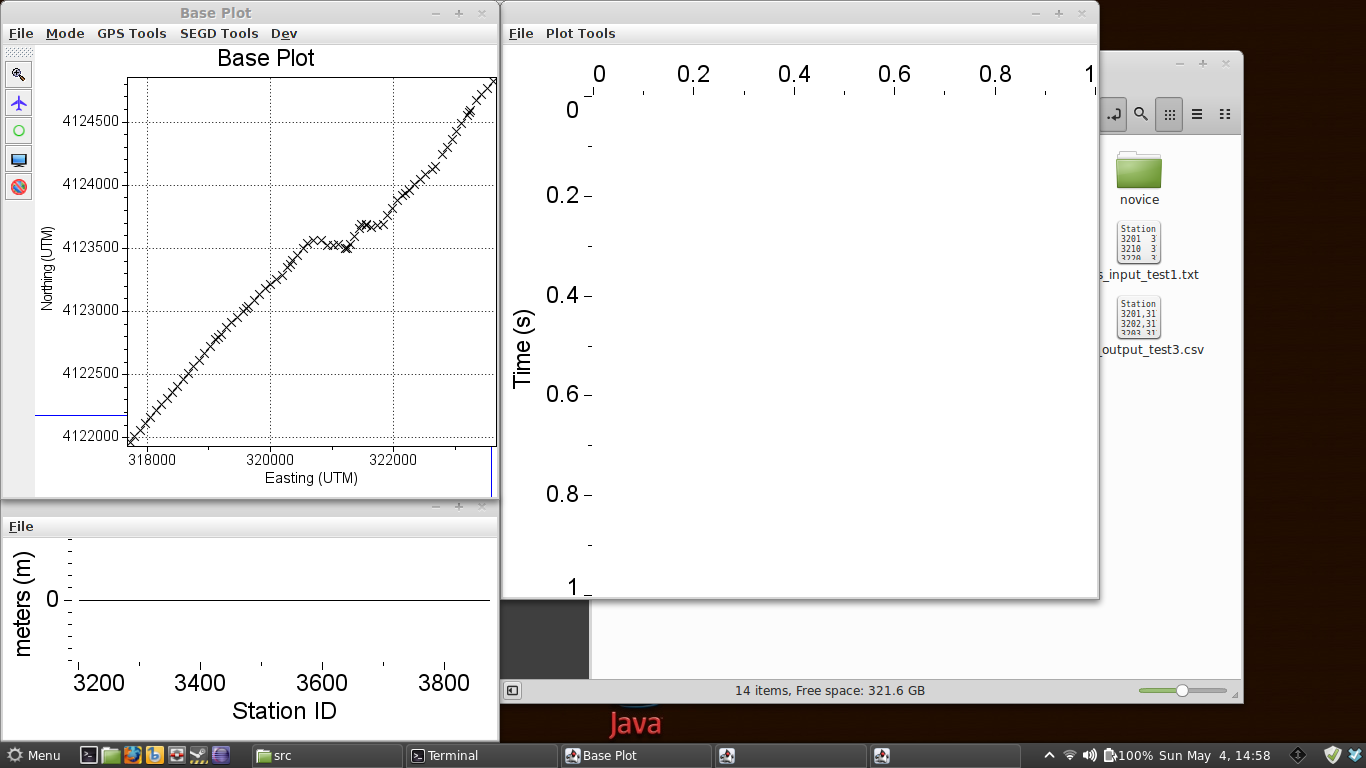 Base Plot
File Mode GPS Tools SEGD Tools Dev
Base Plot
4124500
4124000
4123500
4123000
4122500
4122000
Northing (UTM)
318000 320000 322000
Easting (UTM)
File
meters (m)
0
3200 3400 3600 3800
Station ID
File Plot Tools
0 0.2 0.4 0.6 0.8 1
0
0.2
0.4
0.6
0.8
1
Time (s)
novice
Station
3201 3
3210 3
3220 3
s_input_test1.txt
Station
3201,31
3202,31
3203,31
_output_test3.csv
14 items, Free space: 321.6 GB
Java
Menu src Terminal Base Plot 100% Sun May 4, 14:58